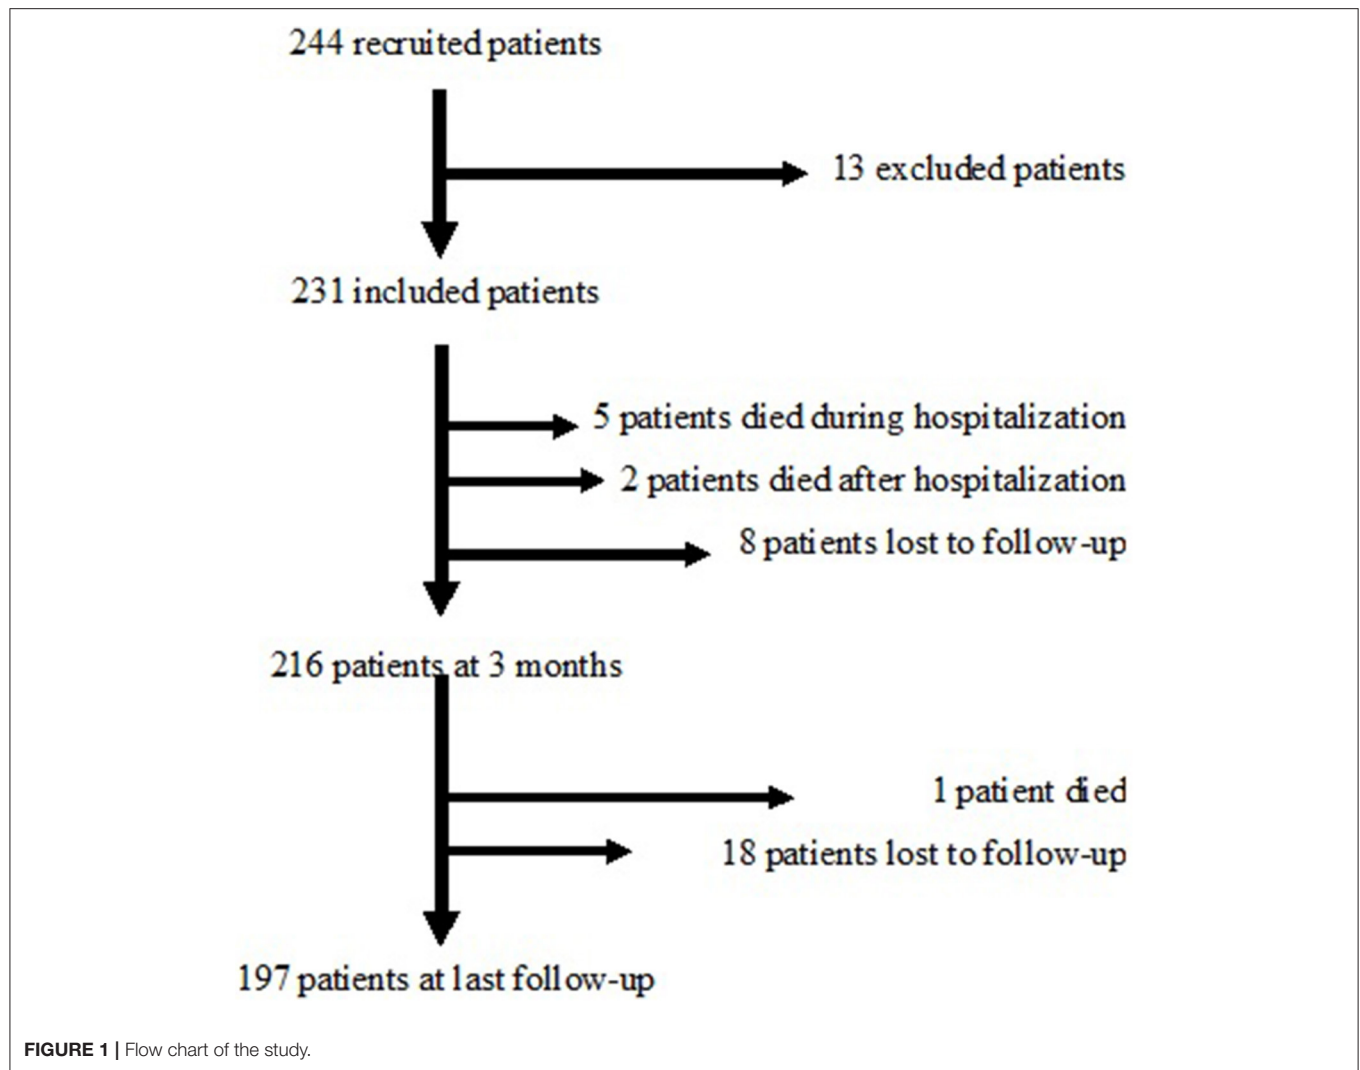 244 recruited patients
13 excluded patients
231 included patients
5 patients died during hospitalization
2 patients died after hospitalization
8 patients lost to follow-up
216 patients at 3 months
1 patient died
18 patients lost to follow-up
197 patients at last follow-up
FIGURE 1 | Flow chart of the study.